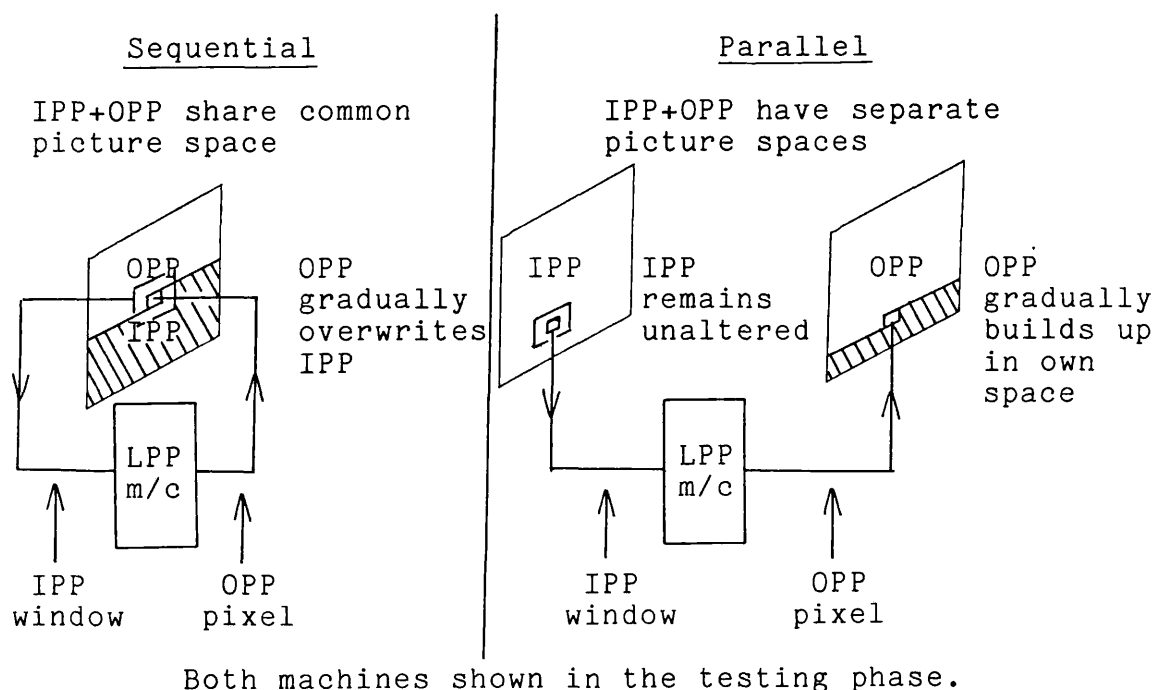 Sequential
IPP+OPP share common
picture space
OPP
IPP
OPP
gradually
overwrites
IPP
LPP
m/c
IPP
window
OPP
pixel
Parallel
IPP+OPP have separate
picture spaces
IPP
IPP
remains
unaltered
OPP
OPP
gradually
builds up
in own
space
LPP
m/c
IPP
window
OPP
pixel
Both machines shown in the testing phase.